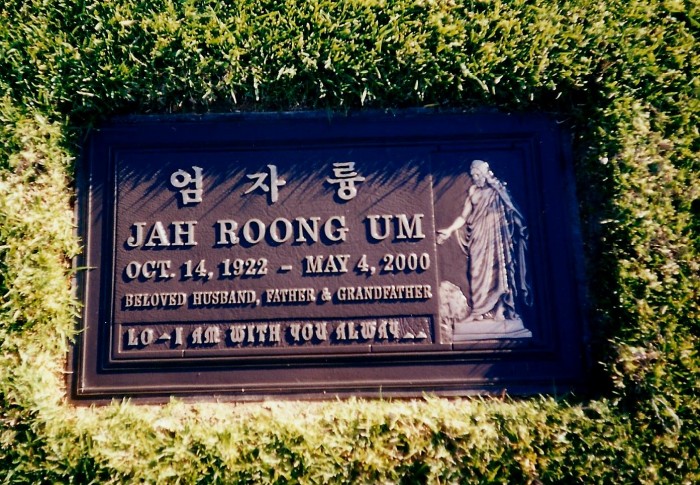 엄 자 륭
JAH ROONG UM
OCT. 14, 1922 – MAY 4, 2000
BELOVED HUSBAND, FATHER & GRANDFATHER
LO – I AM WITH YOU ALWAY...